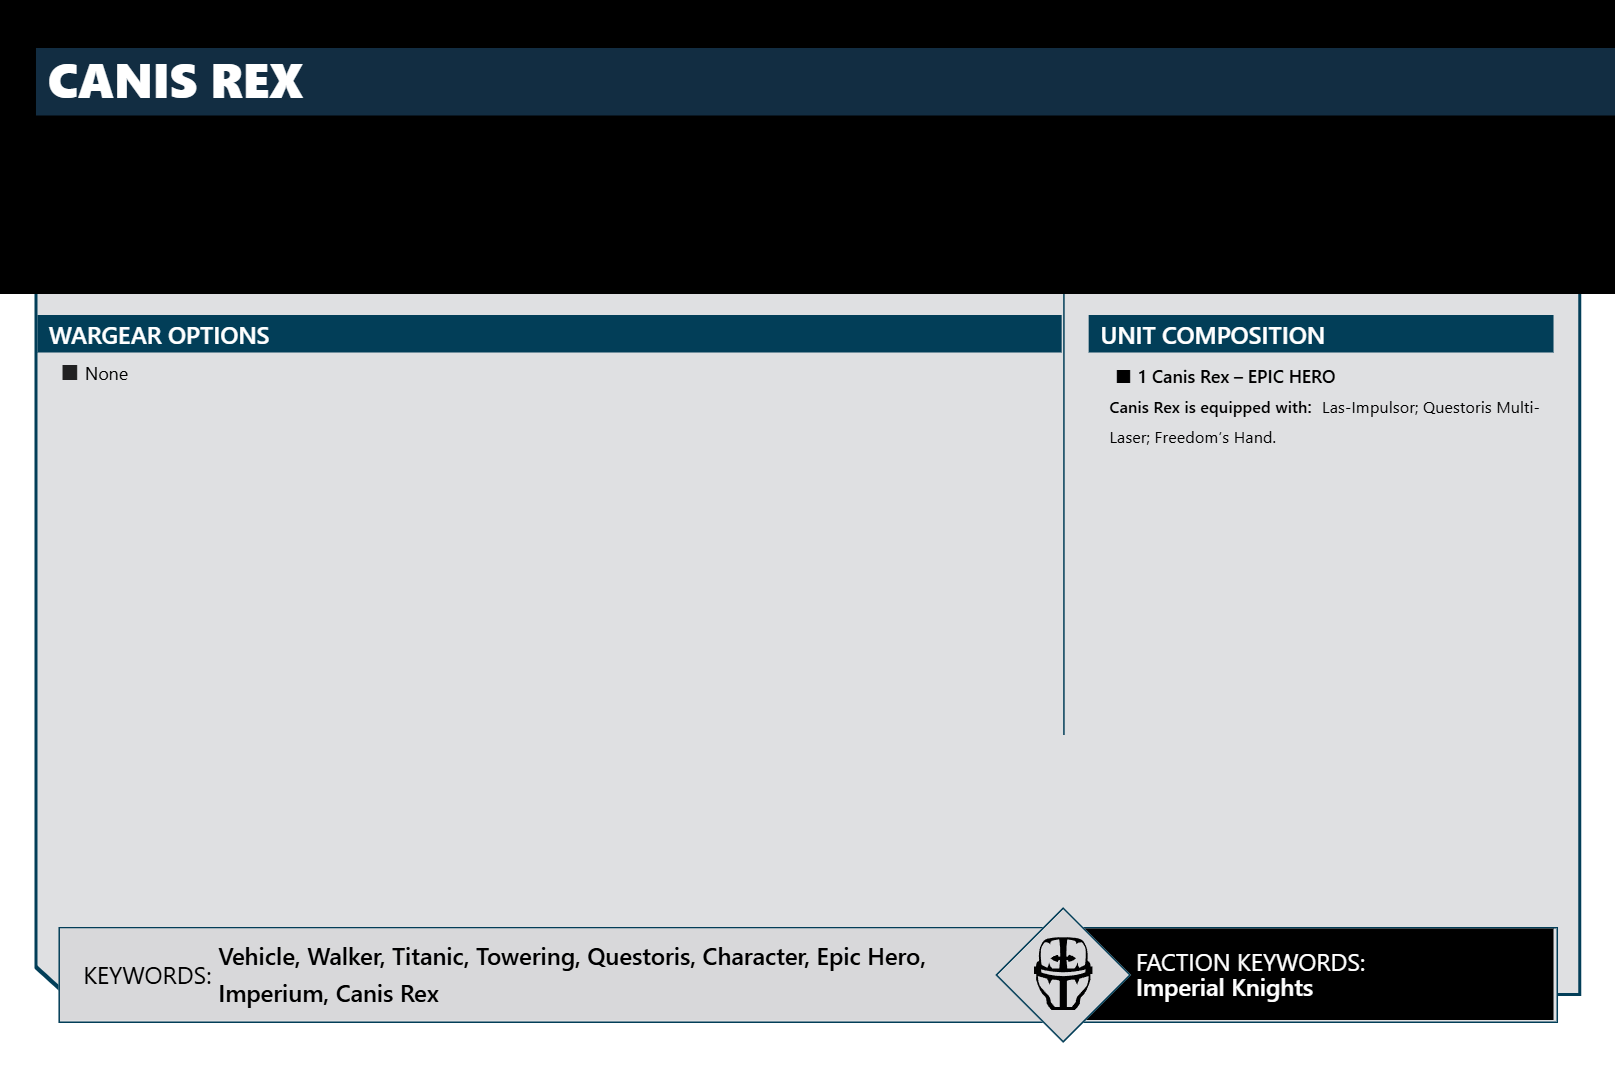 CANIS REX
WARGEAR OPTIONS
■ None
UNIT COMPOSITION
■ 1 Canis Rex – EPIC HERO
Canis Rex is equipped with: Las-Impulsor; Questoris Multi-
Laser; Freedom's Hand.
KEYWORDS: Vehicle, Walker, Titanic, Towering, Questoris, Character, Epic Hero,
Imperium, Canis Rex
FACTION KEYWORDS:
Imperial Knights